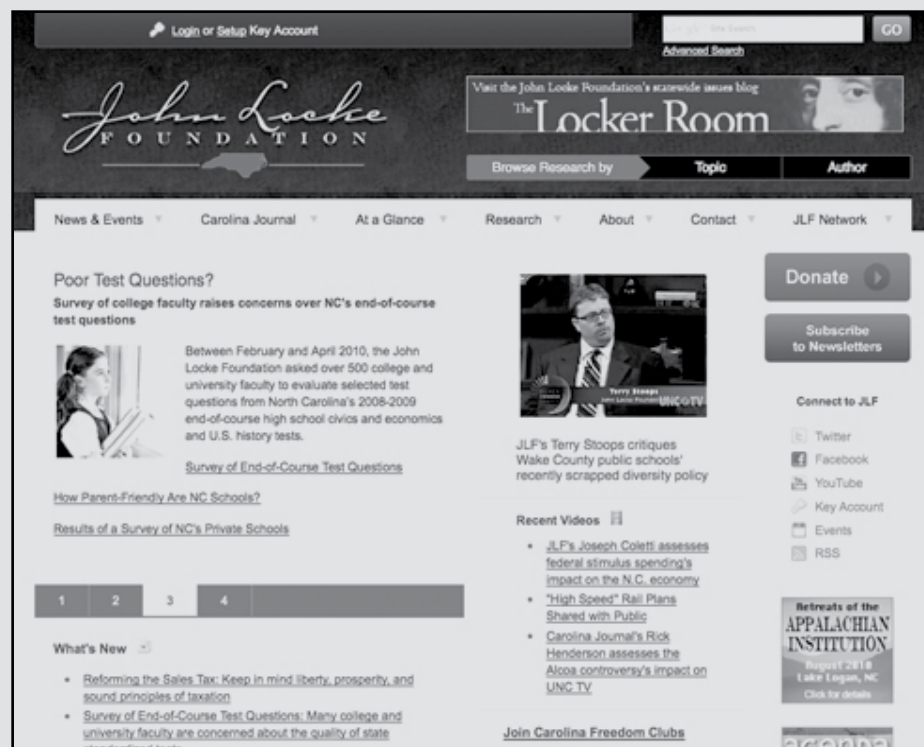 Login or Setup Key Account
GO
Advanced Search
John Locke
FOUNDATION
Visit the John Locke Foundation's statewide issues blog
The Locker Room
Browse Research by
Topic
Author
News & Events
Carolina Journal
At a Glance
Research
About
Contact
JLF Network
Poor Test Questions?
Survey of college faculty raises concerns over NC's end-of-course
test questions
Between February and April 2010, the John
Locke Foundation asked over 500 college and
university faculty to evaluate selected test
questions from North Carolina's 2008-2009
end-of-course high school civics and economics
and U.S. history tests.
Survey of End-of-Course Test Questions
How Parent-Friendly Are NC Schools?
Results of a Survey of NC's Private Schools
1 2 3 4
What's New
• Reforming the Sales Tax: Keep in mind liberty, prosperity, and
sound principles of taxation
• Survey of End-of-Course Test Questions: Many college and
university faculty are concerned about the quality of state
Terry Stoops
John Locke Foundation
UNC TV
JLF's Terry Stoops critiques
Wake County public schools'
recently scrapped diversity policy
Recent Videos
• JLF's Joseph Coletti assesses
federal stimulus spending's
impact on the N.C. economy
• "High Speed" Rail Plans
Shared with Public
• Carolina Journal's Rick
Henderson assesses the
Alcoa controversy's impact on
UNC TV
Join Carolina Freedom Clubs
Donate
Subscribe
to Newsletters
Connect to JLF
Twitter
Facebook
YouTube
Key Account
Events
RSS
Retreats of the
APPALACHIAN
INSTITUTION
August 2010
Lake Logan, NC
Click for details